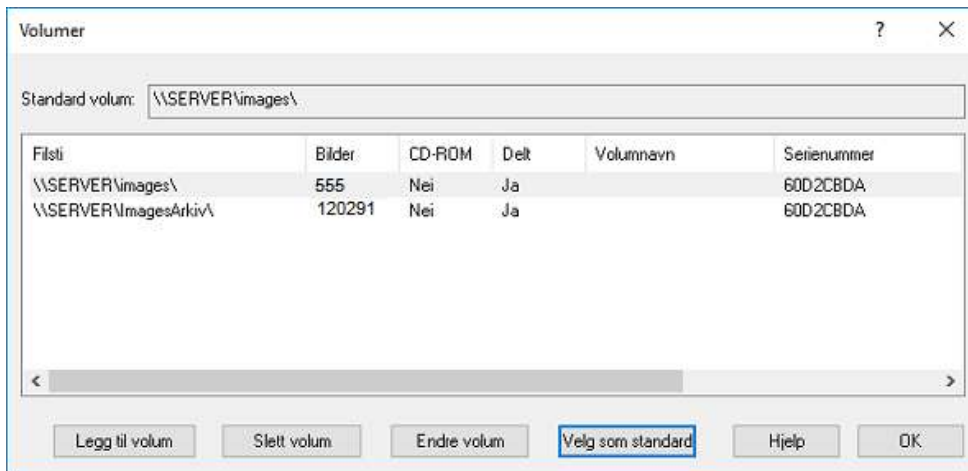 Volumer
Standard volum: \\SERVER\images\
Filsti Bilder CD-ROM Delt Volumnavn Serienummer
\\SERVER\images\ 555 Nei Ja 60D2CBDA
\\SERVER\ImagesArkiv\ 120291 Nei Ja 60D2CBDA
Legg til volum Slett volum Endre volum Velg som standard Hjelp OK